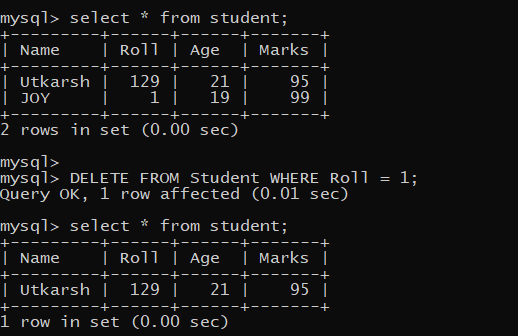 mysql> select * from student;
+---------+------+------+-------+
| Name    | Roll | Age  | Marks |
+---------+------+------+-------+
| Utkarsh |  129 |   21 |    95 |
| JOY     |    1 |   19 |    99 |
+---------+------+------+-------+
2 rows in set (0.00 sec)
mysql>
mysql> DELETE FROM Student WHERE Roll = 1;
Query OK, 1 row affected (0.01 sec)
mysql> select * from student;
+---------+------+------+-------+
| Name    | Roll | Age  | Marks |
+---------+------+------+-------+
| Utkarsh |  129 |   21 |    95 |
+---------+------+------+-------+
1 row in set (0.00 sec)